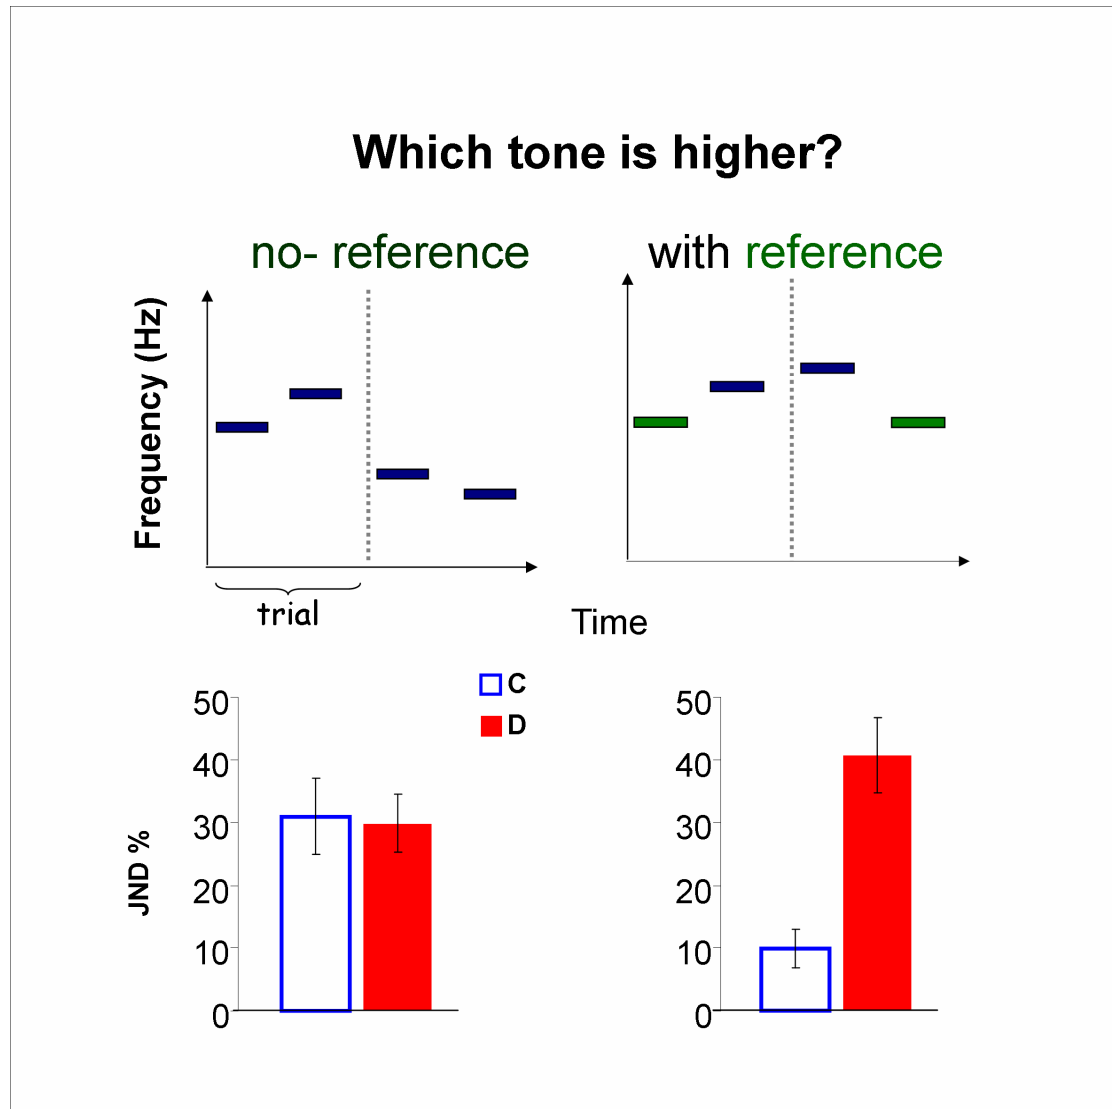 Which tone is higher?
no- reference
with reference
Frequency (Hz)
trial
Time
C
D
JND %
50
40
30
20
10
0
50
40
30
20
10
0